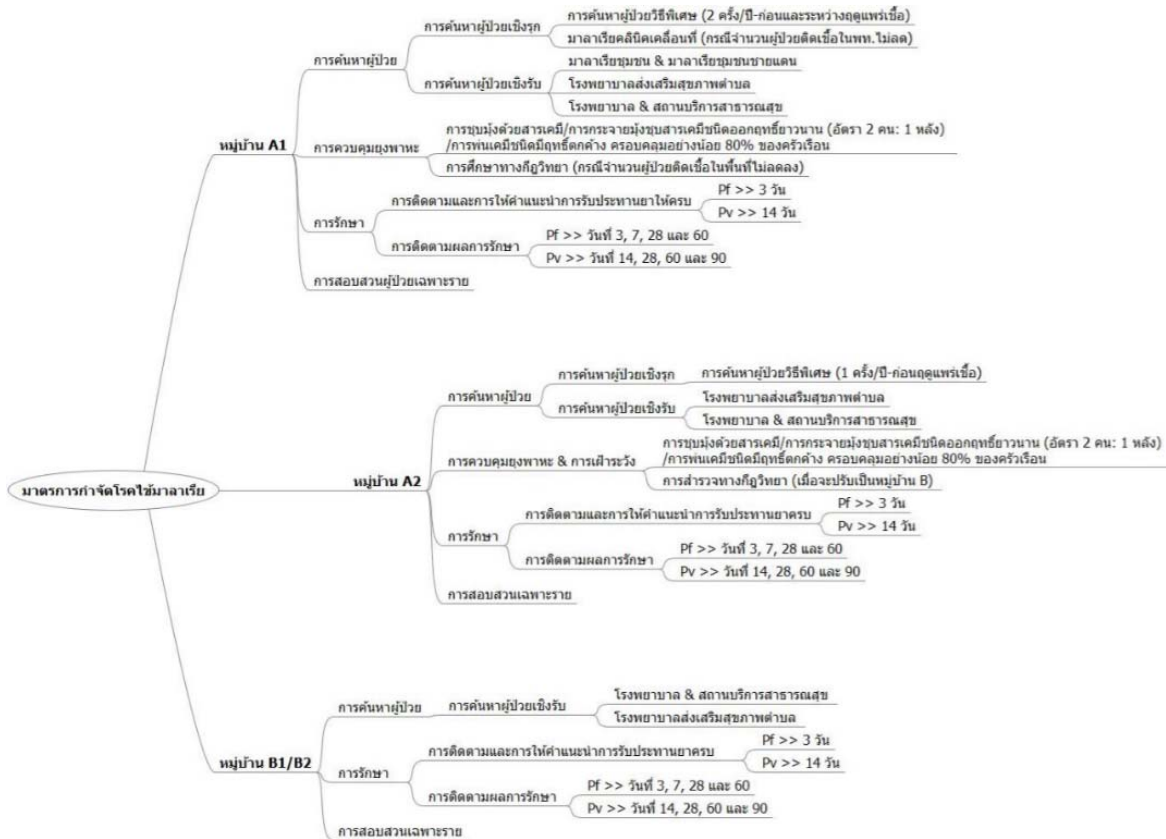 มาตรการกำจัดโรคไข้มาลาเรีย
หมู่บ้าน A1
การค้นหาผู้ป่วย
การค้นหาผู้ป่วยเชิงรุก
การค้นหาผู้ป่วยวิธีพิเศษ (2 ครั้ง/ปี-ก่อนและระหว่างฤดูแพร่เชื้อ)
มาลาเรียคลินิคเคลื่อนที่ (กรณีจำนวนผู้ป่วยติดเชื้อในพท.ไม่ลด)
การค้นหาผู้ป่วยเชิงรับ
มาลาเรียชุมชน & มาลาเรียชุมชนชายแดน
โรงพยาบาลส่งเสริมสุขภาพตำบล
โรงพยาบาล & สถานบริการสาธารณสุข
การควบคุมยุงพาหะ
การชุบมุ้งด้วยสารเคมี/การกระจายมุ้งชุบสารเคมีชนิดออกฤทธิ์ยาวนาน (อัตรา 2 คน: 1 หลัง)
/การพ่นเคมีชนิดมีฤทธิ์ตกค้าง ครอบคลุมอย่างน้อย 80% ของครัวเรือน
การศึกษาทางกีฏวิทยา (กรณีจำนวนผู้ป่วยติดเชื้อในพื้นที่ไม่ลดลง)
การรักษา
การติดตามและการให้คำแนะนำการรับประทานยาให้ครบ
Pf >> 3 วัน
Pv >> 14 วัน
การติดตามผลการรักษา
Pf >> วันที่ 3, 7, 28 และ 60
Pv >> วันที่ 14, 28, 60 และ 90
การสอบสวนผู้ป่วยเฉพาะราย
หมู่บ้าน A2
การค้นหาผู้ป่วย
การค้นหาผู้ป่วยเชิงรุก
การค้นหาผู้ป่วยวิธีพิเศษ (1 ครั้ง/ปี-ก่อนฤดูแพร่เชื้อ)
การค้นหาผู้ป่วยเชิงรับ
โรงพยาบาลส่งเสริมสุขภาพตำบล
โรงพยาบาล & สถานบริการสาธารณสุข
การควบคุมยุงพาหะ & การเฝ้าระวัง
การชุบมุ้งด้วยสารเคมี/การกระจายมุ้งชุบสารเคมีชนิดออกฤทธิ์ยาวนาน (อัตรา 2 คน: 1 หลัง)
/การพ่นเคมีชนิดมีฤทธิ์ตกค้าง ครอบคลุมอย่างน้อย 80% ของครัวเรือน
การสำรวจทางกีฏวิทยา (เมื่อจะปรับเป็นหมู่บ้าน B)
การรักษา
การติดตามและการให้คำแนะนำการรับประทานยาครบ
Pf >> 3 วัน
Pv >> 14 วัน
การติดตามผลการรักษา
Pf >> วันที่ 3, 7, 28 และ 60
Pv >> วันที่ 14, 28, 60 และ 90
การสอบสวนเฉพาะราย
หมู่บ้าน B1/B2
การค้นหาผู้ป่วย
การค้นหาผู้ป่วยเชิงรับ
โรงพยาบาล & สถานบริการสาธารณสุข
โรงพยาบาลส่งเสริมสุขภาพตำบล
การรักษา
การติดตามและการให้คำแนะนำการรับประทานยาครบ
Pf >> 3 วัน
Pv >> 14 วัน
การติดตามผลการรักษา
Pf >> วันที่ 3, 7, 28 และ 60
Pv >> วันที่ 14, 28, 60 และ 90
การสอบสวนเฉพาะราย